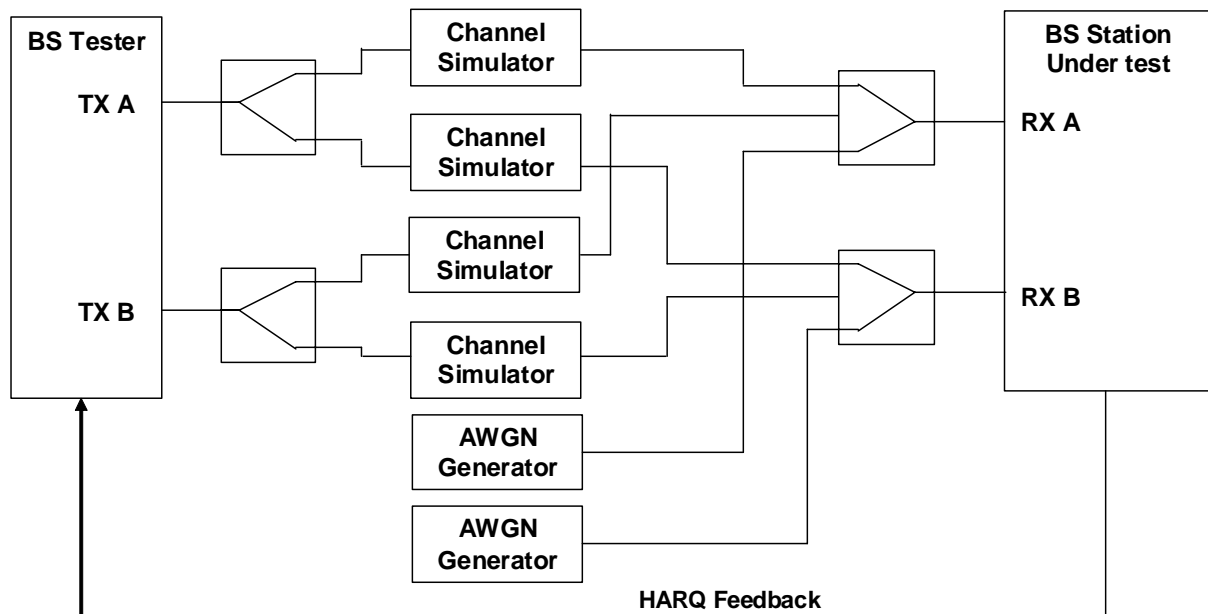 BS Tester
TX A
TX B
Channel
Simulator
Channel
Simulator
Channel
Simulator
Channel
Simulator
AWGN
Generator
AWGN
Generator
BS Station
Under test
RX A
RX B
HARQ Feedback